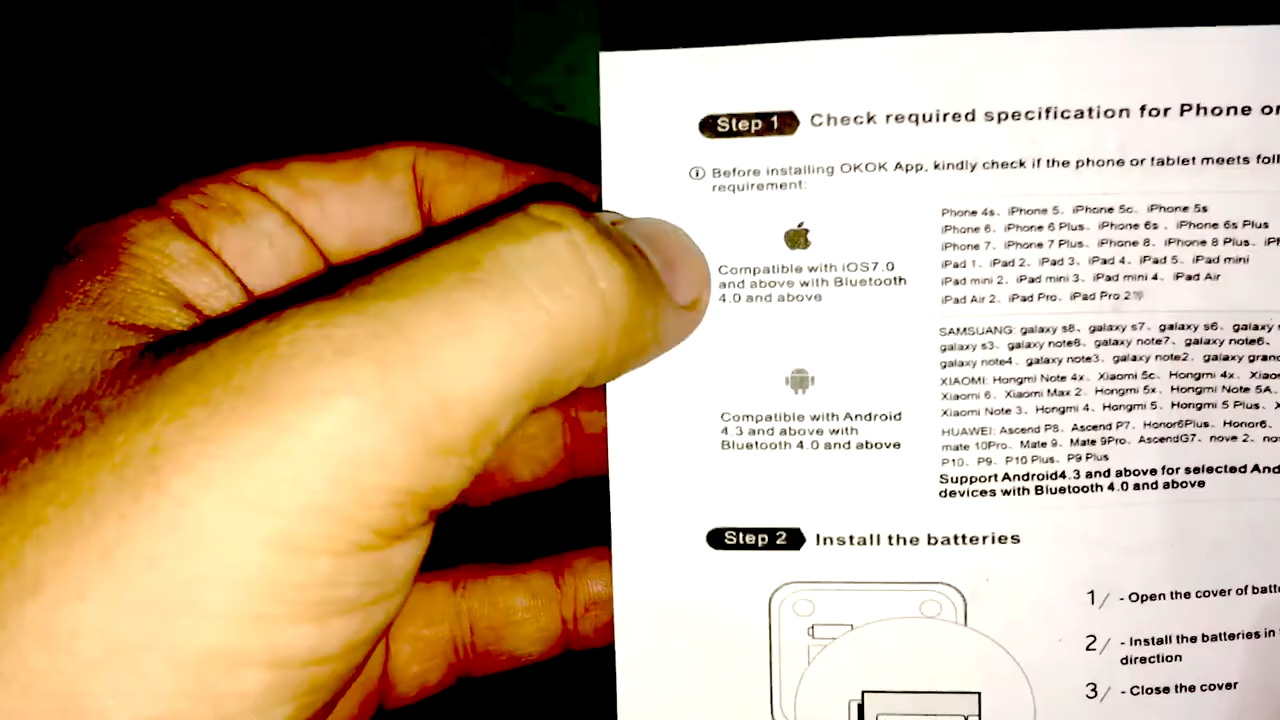 Step 1 Check required specification for Phone or
Before installing OKOK App, kindly check if the phone or tablet meets foll
requirement:
Compatible with iOS7.0
and above with Bluetooth
4.0 and above
Phone 4s、iPhone 5、iPhone 5c、iPhone 5s
iPhone 6、iPhone 6 Plus、iPhone 6s 、iPhone 6s Plus
iPhone 7、iPhone 7 Plus、iPhone 8、iPhone 8 Plus、iP
iPad 1、iPad 2、iPad 3、iPad 4、iPad 5、iPad mini
iPad mini 2、iPad mini 3、iPad mini 4、iPad Air
iPad Air 2、iPad Pro、iPad Pro 2等
Compatible with Android
4.3 and above with
Bluetooth 4.0 and above
SAMSUANG: galaxy s8、galaxy s7、galaxy s6、galaxy
galaxy s3、galaxy note8、galaxy note7、galaxy note6、
galaxy note4、galaxy note3、galaxy note2、galaxy gran
XIAOMI: Hongmi Note 4x、Xiaomi 5c、Hongmi 4x、Xiao
Xiaomi 6、Xiaomi Max 2、Hongmi 5x、Hongmi Note 5A、
Xiaomi Note 3、Hongmi 4、Hongmi 5、Hongmi 5 Plus、X
HUAWEI: Ascend P8、Ascend P7、Honor6Plus、Honor6、
mate 10Pro、Mate 9、Mate 9Pro、AscendG7、nove 2、no
P10、P9、P10 Plus、P9 Plus
Support Android4.3 and above for selected And
devices with Bluetooth 4.0 and above
Step 2 Install the batteries
1/ - Open the cover of batt
2/ - Install the batteries in
direction
3/ - Close the cover